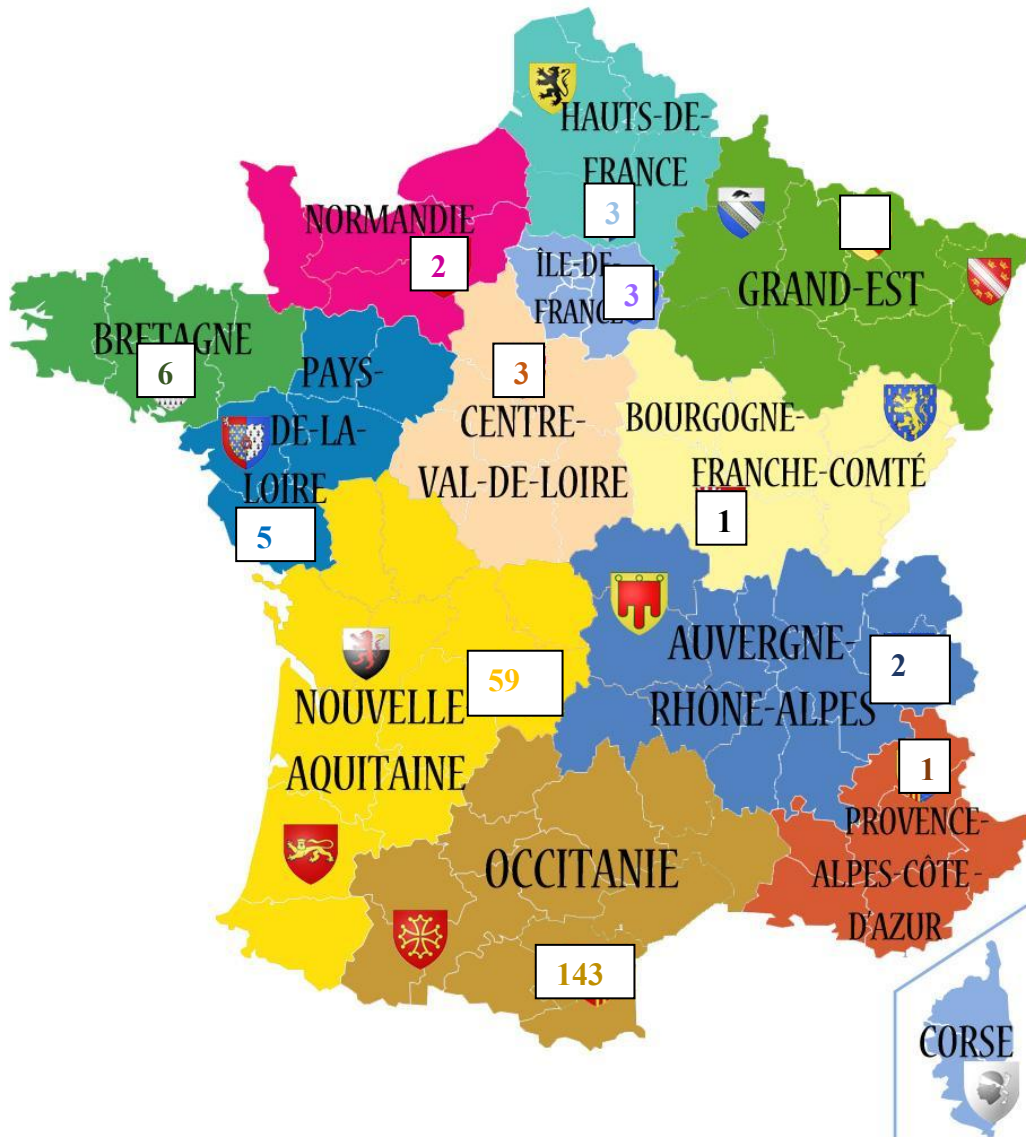 HAUTS-DE-
FRANCE
3
NORMANDIE
2
ÎLE-DE-
FRANCE
3
GRAND-EST
BRETAGNE
6
PAYS-
DE-LA-
LOIRE
5
3
CENTRE-
VAL-DE-LOIRE
BOURGOGNE-
FRANCHE-COMTÉ
1
AUVERGNE-
RHÔNE-ALPES
2
59
NOUVELLE
AQUITAINE
1
PROVENCE-
ALPES-CÔTE-
D'AZUR
OCCITANIE
143
CORSE